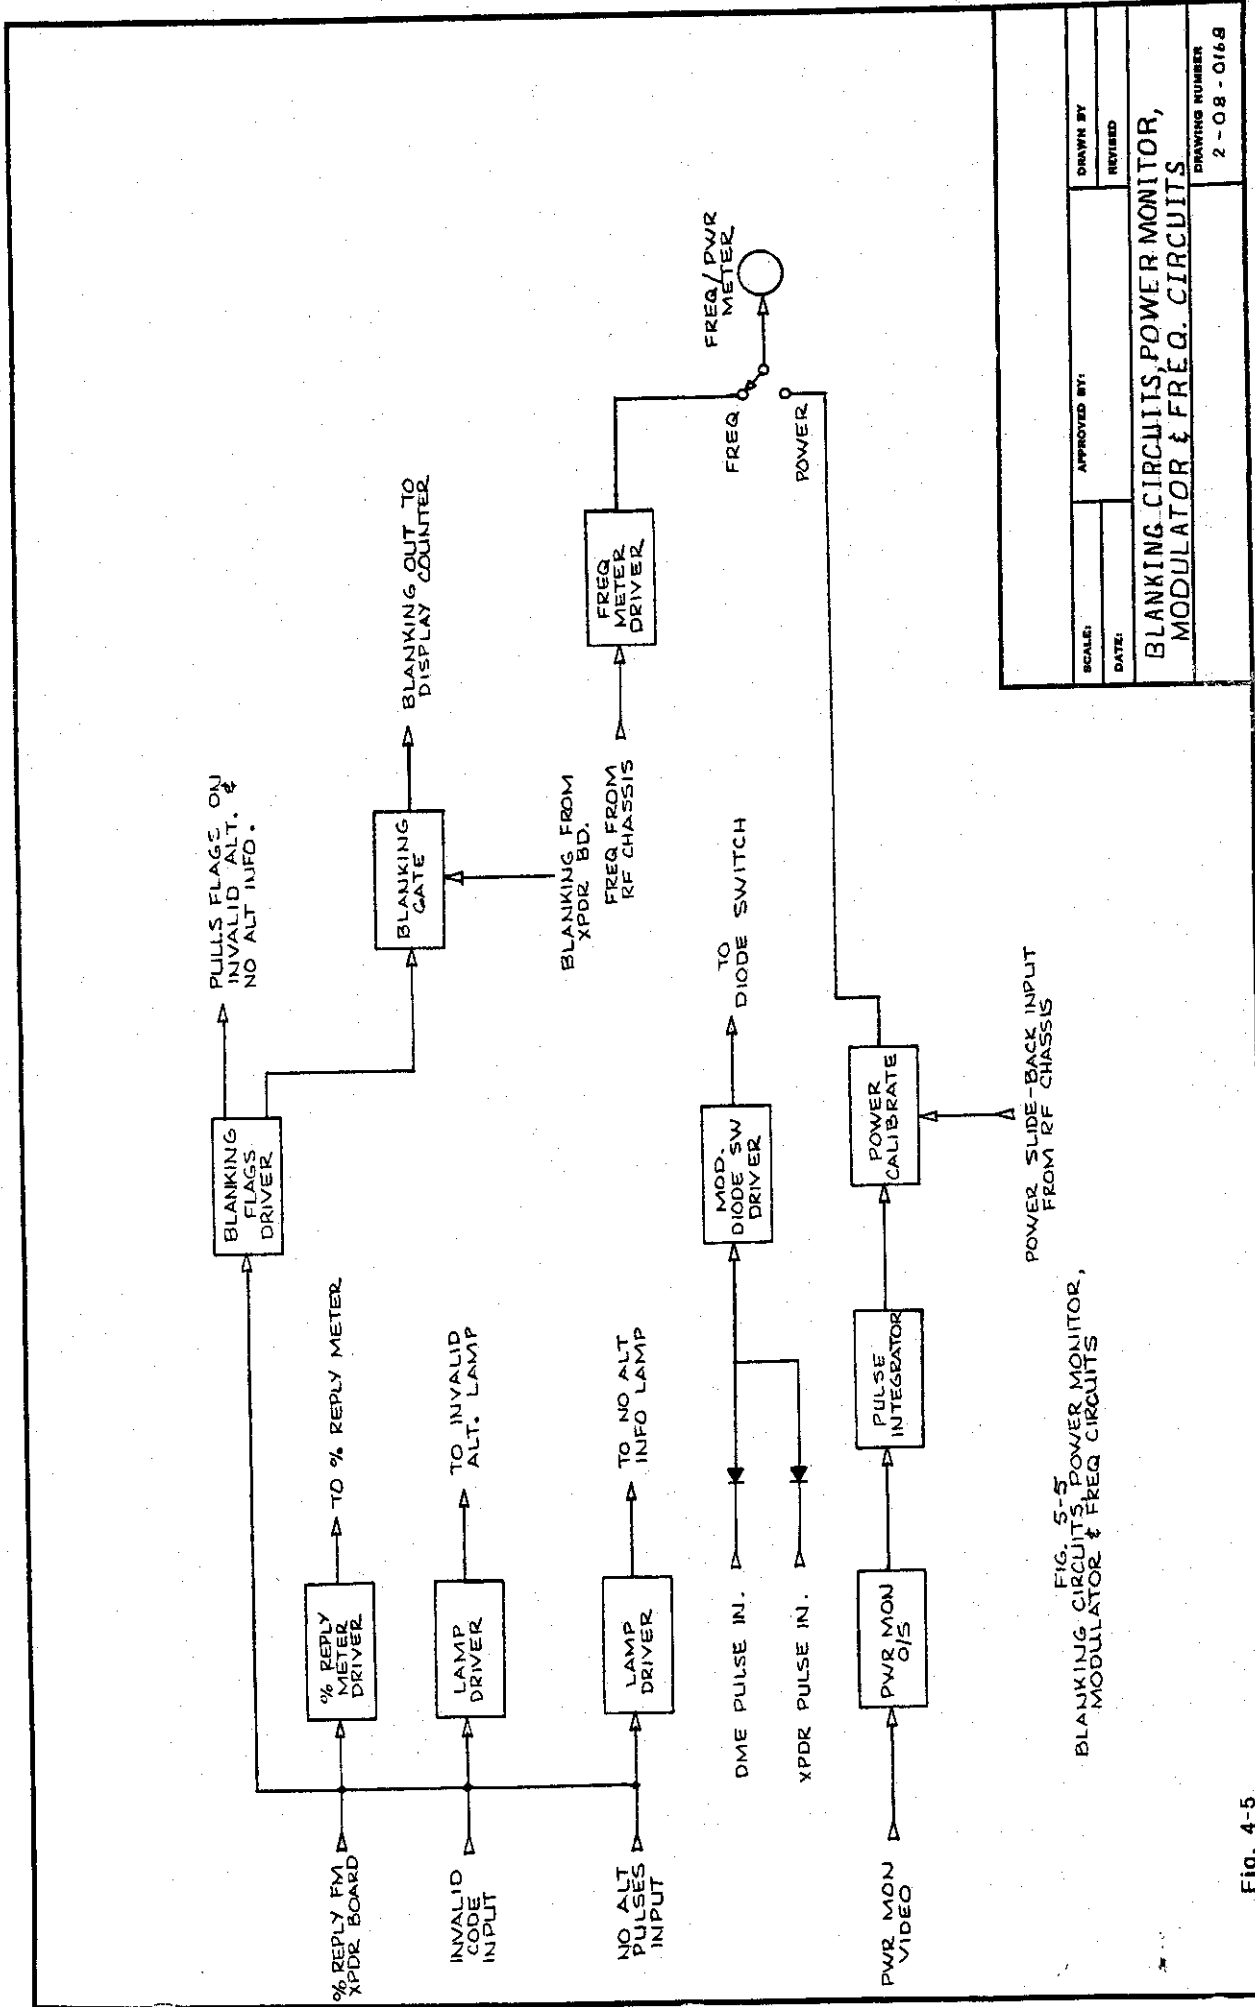 PULLS FLAGS ON
INVALID ALT. &
NO ALT INFO.
BLANKING
FLAGS
DRIVER
% REPLY FM
XPDR BOARD
% REPLY
METER
DRIVER
TO % REPLY METER
BLANKING
GATE
BLANKING OUT TO
DISPLAY COUNTER
INVALID
CODE
INPUT
LAMP
DRIVER
TO INVALID
ALT. LAMP
BLANKING FROM
XPDR BD.
NO ALT
PULSES
INPUT
LAMP
DRIVER
TO NO ALT
INFO LAMP
FREQ FROM
RF CHASSIS
FREQ
METER
DRIVER
FREQ/PWR
METER
FREQ
POWER
DME PULSE IN.
XPDR PULSE IN.
MOD.
DIODE SW
DRIVER
TO
DIODE SWITCH
PWR MON
VIDEO
PWR MON
O/S
PULSE
INTEGRATOR
POWER
CALIBRATE
POWER SLIDE-BACK INPUT
FROM RF CHASSIS
FIG. 5-5
BLANKING CIRCUITS, POWER MONITOR,
MODULATOR & FREQ CIRCUITS
SCALE:
APPROVED BY:
DRAWN BY
DATE:
REVISED
BLANKING CIRCUITS, POWER MONITOR,
MODULATOR & FREQ. CIRCUITS
DRAWING NUMBER
2-08-0168
Fig. 4-5